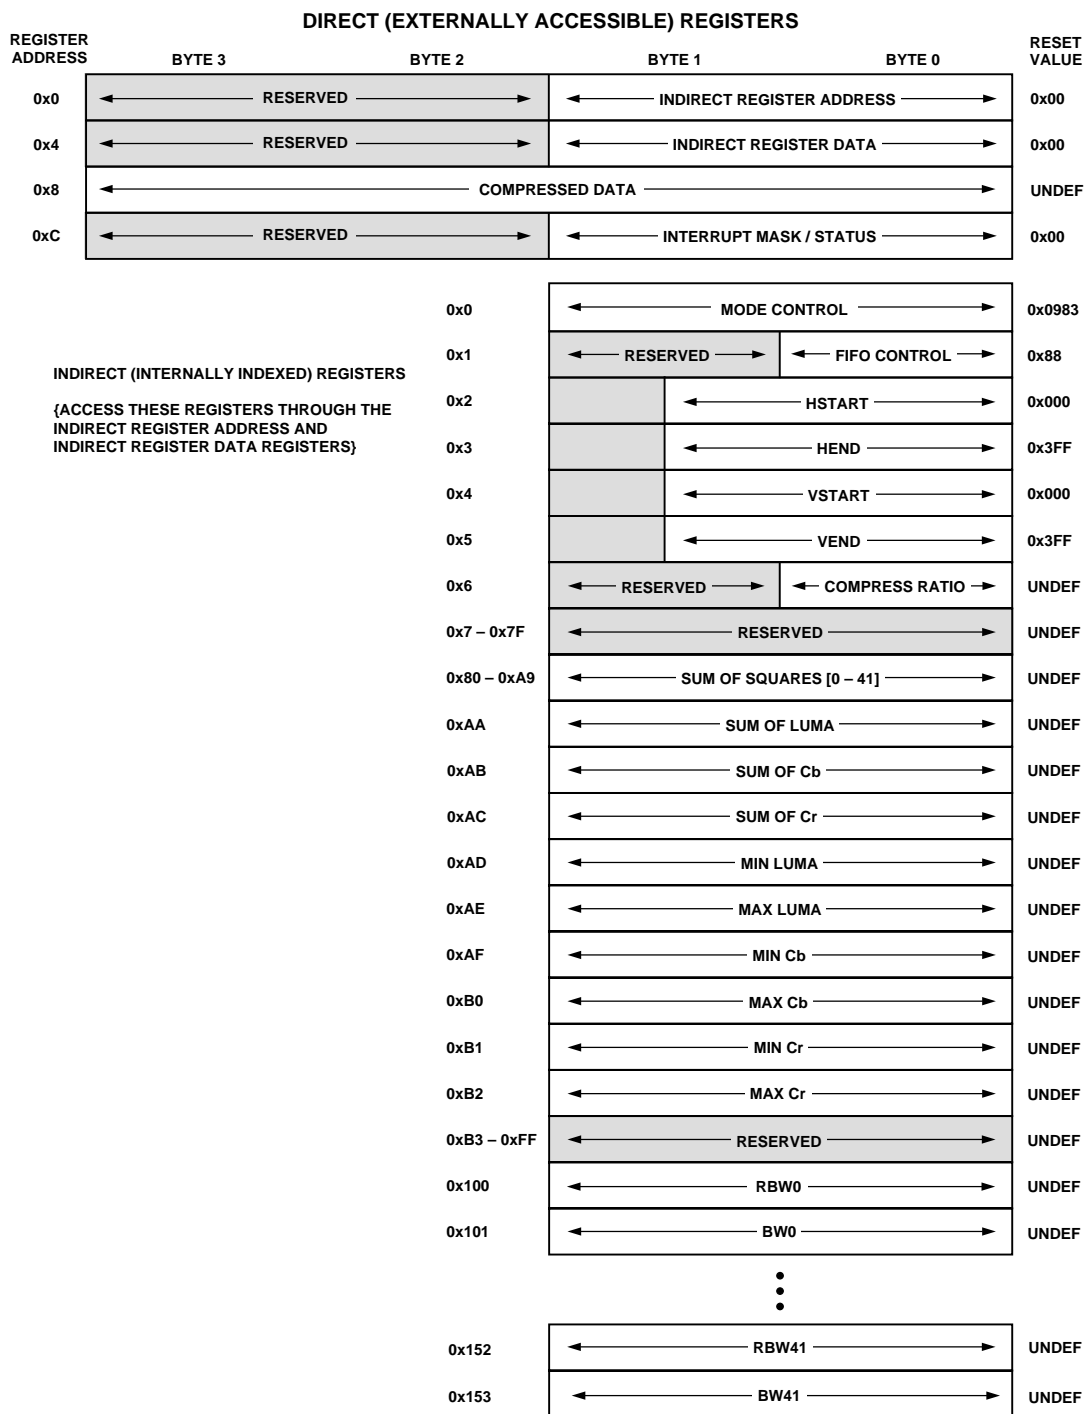 DIRECT (EXTERNALLY ACCESSIBLE) REGISTERS
REGISTER ADDRESS BYTE 3 BYTE 2 BYTE 1 BYTE 0 RESET VALUE
0x0 RESERVED INDIRECT REGISTER ADDRESS 0x00
0x4 RESERVED INDIRECT REGISTER DATA 0x00
0x8 COMPRESSED DATA UNDEF
0xC RESERVED INTERRUPT MASK / STATUS 0x00
0x0 MODE CONTROL 0x0983
0x1 RESERVED FIFO CONTROL 0x88
INDIRECT (INTERNALLY INDEXED) REGISTERS
{ACCESS THESE REGISTERS THROUGH THE
INDIRECT REGISTER ADDRESS AND
INDIRECT REGISTER DATA REGISTERS}
0x2 HSTART 0x000
0x3 HEND 0x3FF
0x4 VSTART 0x000
0x5 VEND 0x3FF
0x6 RESERVED COMPRESS RATIO UNDEF
0x7 – 0x7F RESERVED UNDEF
0x80 – 0xA9 SUM OF SQUARES [0 – 41] UNDEF
0xAA SUM OF LUMA UNDEF
0xAB SUM OF Cb UNDEF
0xAC SUM OF Cr UNDEF
0xAD MIN LUMA UNDEF
0xAE MAX LUMA UNDEF
0xAF MIN Cb UNDEF
0xB0 MAX Cb UNDEF
0xB1 MIN Cr UNDEF
0xB2 MAX Cr UNDEF
0xB3 – 0xFF RESERVED UNDEF
0x100 RBW0 UNDEF
0x101 BW0 UNDEF
0x152 RBW41 UNDEF
0x153 BW41 UNDEF